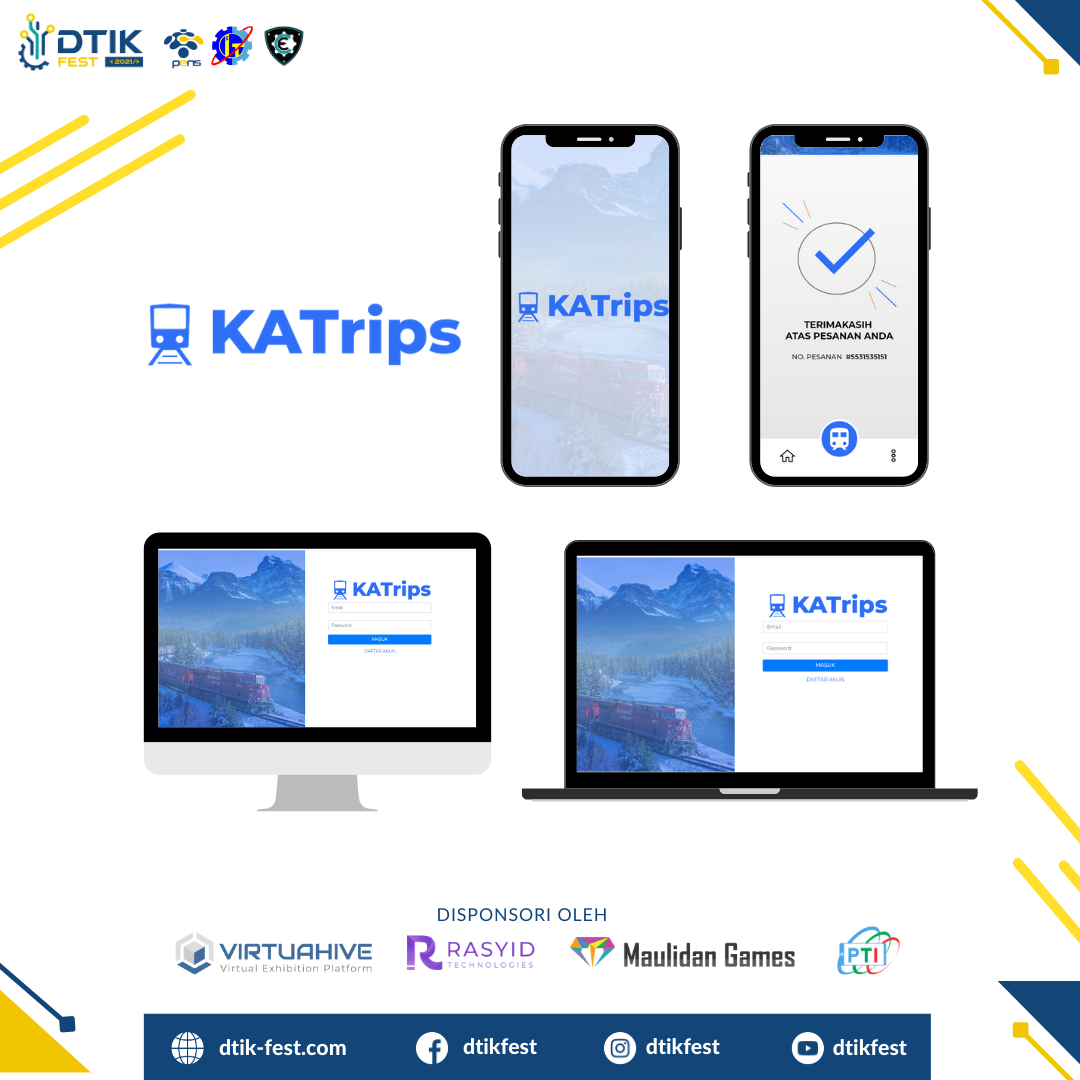 DTIK
FEST <2021/>
pens
IT
E
KATrips
KATrips
TERIMAKASIH
ATAS PESANAN ANDA
NO. PESANAN #5531535151
KATrips
Email
Password
MASUK
DAFTAR AKUN
KATrips
Email
Password
MASUK
DAFTAR AKUN
DISPONSORI OLEH
VIRTUAHIVE
Virtual Exhibition Platform
RASYID
TECHNOLOGIES
Maulidan Games
PTI
dtik-fest.com
dtikfest
dtikfest
dtikfest